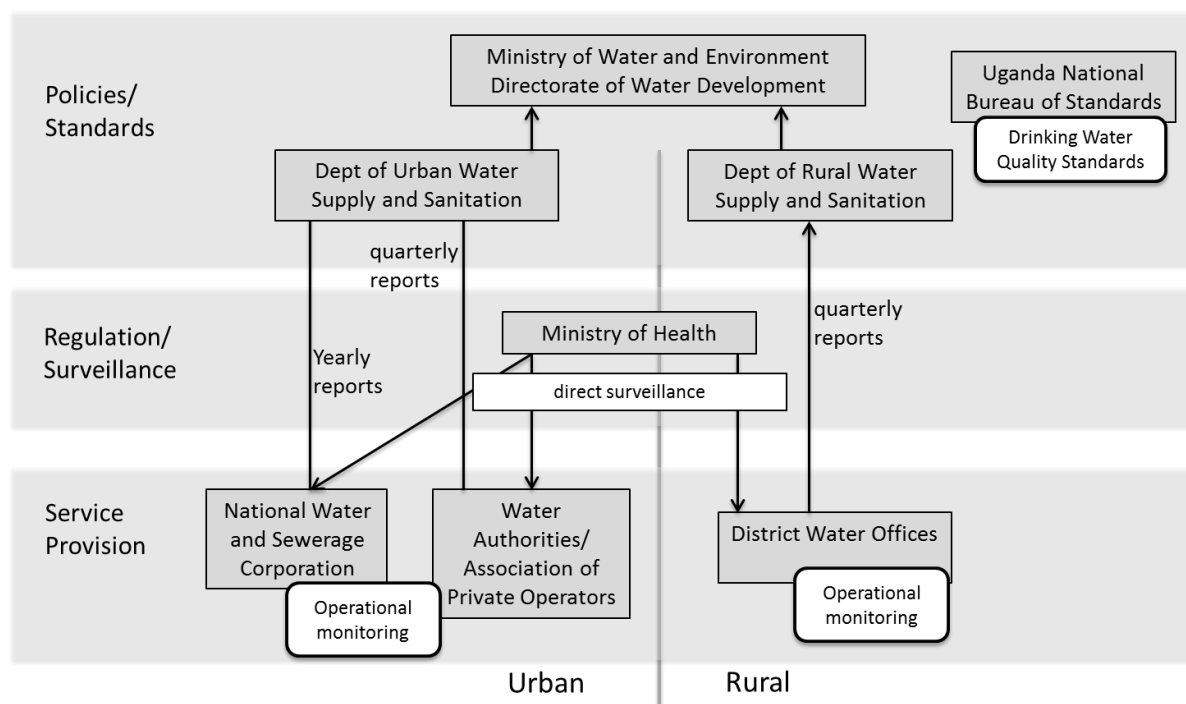 Policies/
Standards
Ministry of Water and Environment
Directorate of Water Development
Uganda National
Bureau of Standards
Drinking Water
Quality Standards
Dept of Urban Water
Supply and Sanitation
Dept of Rural Water
Supply and Sanitation
quarterly
reports
Regulation/
Surveillance
Ministry of Health
quarterly
reports
Yearly
reports
direct surveillance
Service
Provision
National Water
and Sewerage
Corporation
Operational
monitoring
Water
Authorities/
Association of
Private Operators
District Water Offices
Operational
monitoring
Urban
Rural